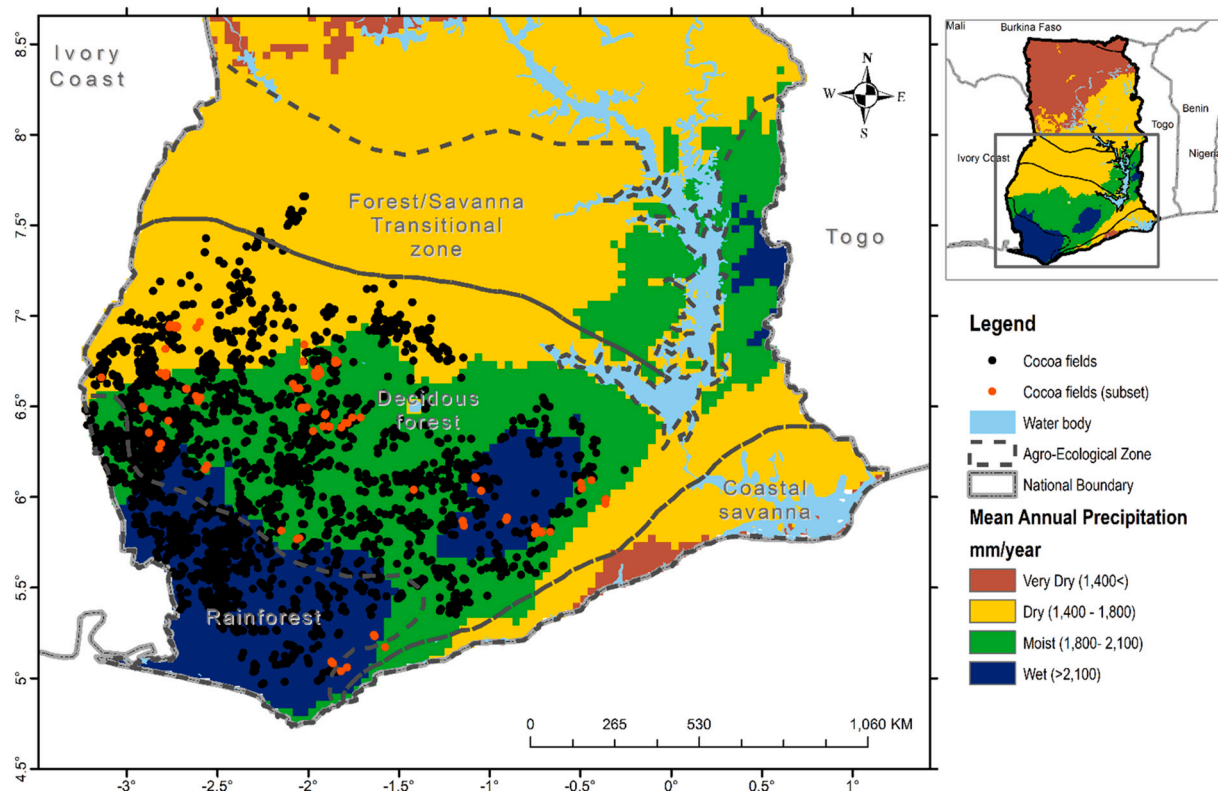 8.5°
8°
7.5°
7°
6.5°
6°
5.5°
5°
4.5°
-3°
-2.5°
-2°
-1.5°
-1°
-0.5°
0°
0.5°
1°
Ivory
Coast
N
W
E
S
Forest/Savanna
Transitional
zone
Togo
Decidous
forest
Coastal
savanna
Rainforest
0
265
530
1,060 KM
Mali
Burkina Faso
Benin
Togo
Ivory Coast
Nigeria
Legend
Cocoa fields
Cocoa fields (subset)
Water body
Agro-Ecological Zone
National Boundary
Mean Annual Precipitation
mm/year
Very Dry (1,400<)
Dry (1,400 - 1,800)
Moist (1,800- 2,100)
Wet (>2,100)